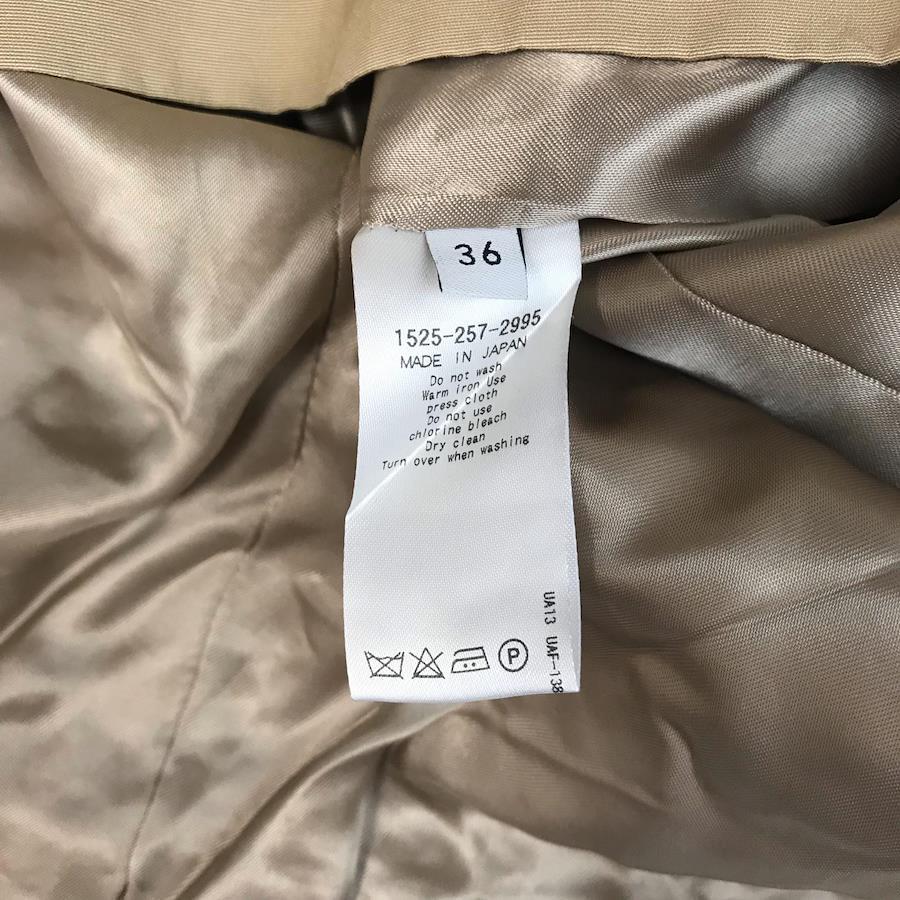 36
1525-257-2995
MADE IN JAPAN
Do not wash
Warm iron Use
press cloth
Do not use
chlorine bleach
Dry clean
Turn over when washing
UA13 UAF-138
P